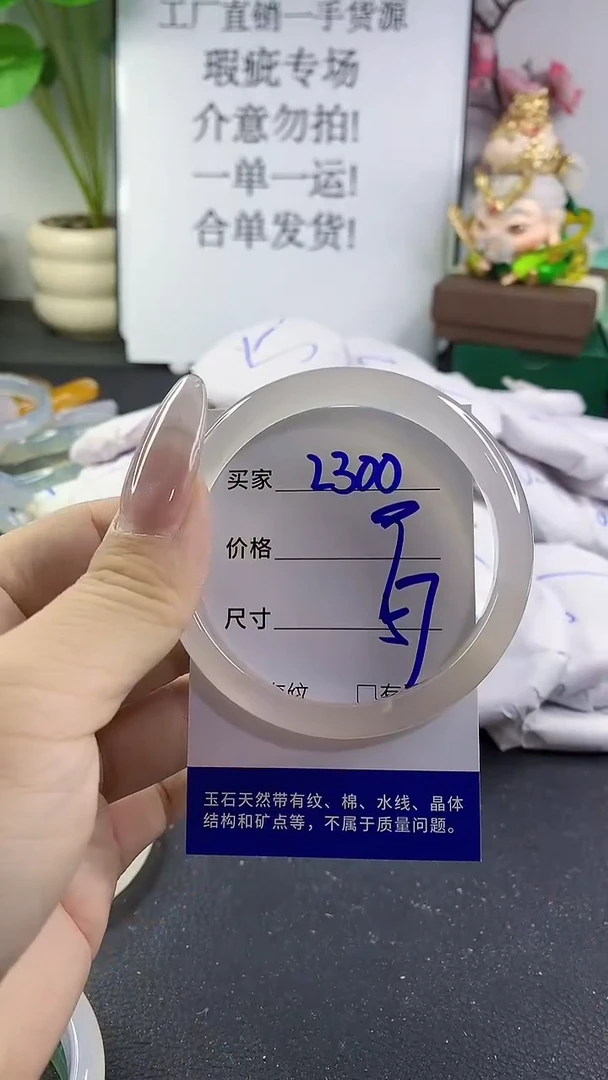 工厂直销一手货源
瑕疵专场
介意勿拍!
一单一运!
合单发货!
买家 2300
价格
尺寸 57
纹 □有
玉石天然带有纹、棉、水线、晶体
结构和矿点等，不属于质量问题。